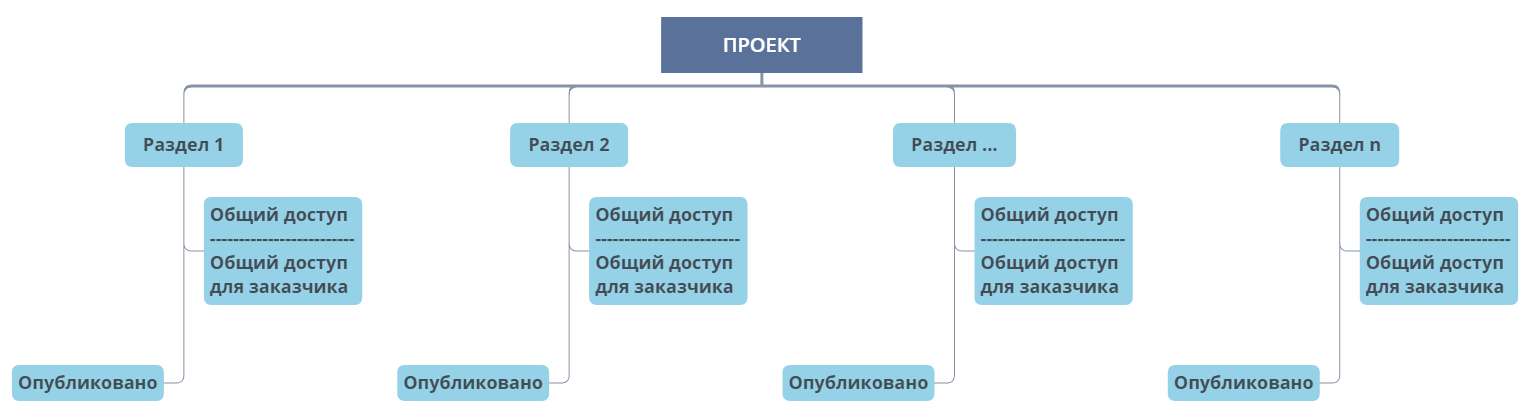 ПРОЕКТ
Раздел 1
Раздел 2
Раздел ...
Раздел n
Общий доступ
-------------------------
Общий доступ
для заказчика
Общий доступ
-------------------------
Общий доступ
для заказчика
Общий доступ
-------------------------
Общий доступ
для заказчика
Общий доступ
-------------------------
Общий доступ
для заказчика
Опубликовано
Опубликовано
Опубликовано
Опубликовано